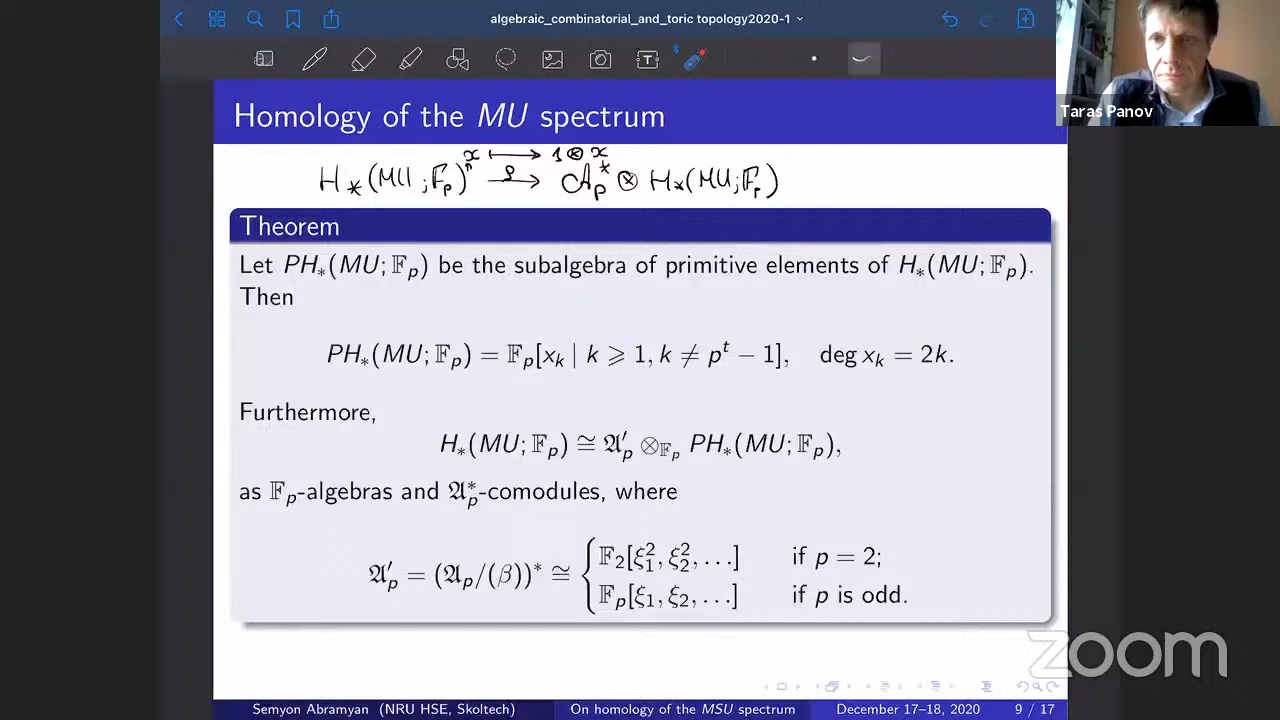 algebraic_combinatorial_and_toric topology2020-1
Taras Panov
Homology of the MU spectrum
x ⟼ 1 ⊗ x
H_*(MU; 𝔽_p) →^ρ 𝒜_p^* ⊗ H_*(MU; 𝔽_p)
Theorem
Let PH_*(MU; 𝔽_p) be the subalgebra of primitive elements of H_*(MU; 𝔽_p).
Then
PH_*(MU; 𝔽_p) = 𝔽_p[x_k | k ⩾ 1, k ≠ p^t − 1], deg x_k = 2k.
Furthermore,
H_*(MU; 𝔽_p) ≅ 𝔄′_p ⊗_{𝔽_p} PH_*(MU; 𝔽_p),
as 𝔽_p-algebras and 𝔄_p^*-comodules, where
𝔄′_p = (𝔄_p/(β))^* ≅ { 𝔽_2[ξ_1^2, ξ_2^2, …] if p = 2;
𝔽_p[ξ_1, ξ_2, …] if p is odd.
zoom
Semyon Abramyan (NRU HSE, Skoltech) On homology of the MSU spectrum December 17–18, 2020 9 / 17